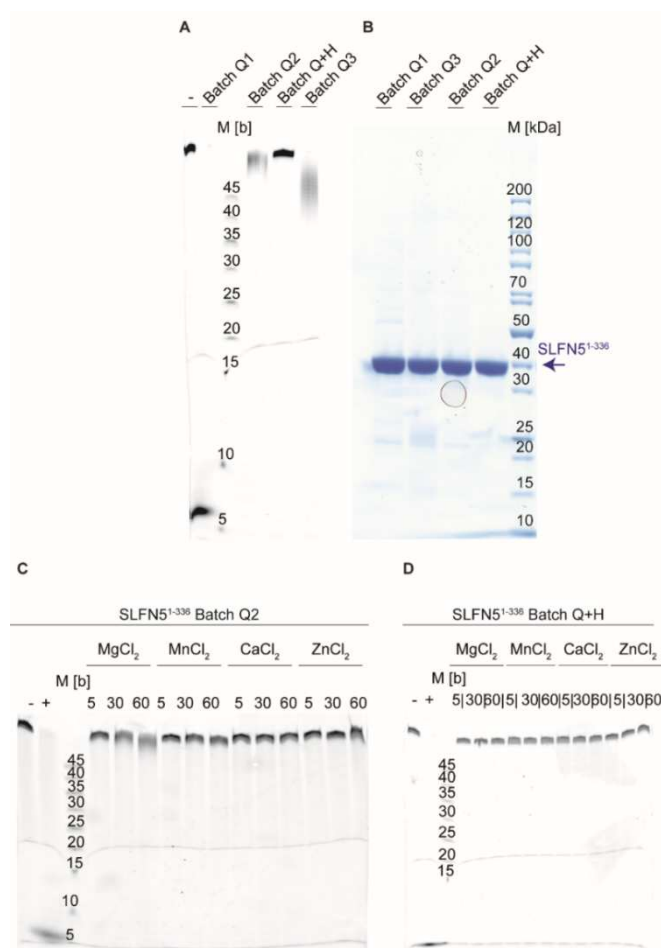 A
-
Batch Q1
Batch Q2
Batch Q+H
Batch Q3
M [b]
45
40
35
30
25
20
15
10
5
B
Batch Q1
Batch Q3
Batch Q2
Batch Q+H
M [kDa]
200
120
100
70
50
40
30
25
20
15
10
SLFN5¹⁻³³⁶
C
SLFN5¹⁻³³⁶ Batch Q2
MgCl₂ MnCl₂ CaCl₂ ZnCl₂
M [b]
- + 5 30 60 5 30 60 5 30 60 5 30 60
45
40
35
30
25
20
15
10
5
D
SLFN5¹⁻³³⁶ Batch Q+H
MgCl₂ MnCl₂ CaCl₂ ZnCl₂
M [b]
- + 5|30|60 5| 30|60 5|30|60 5|30|60
45
40
35
30
25
20
15
10
5